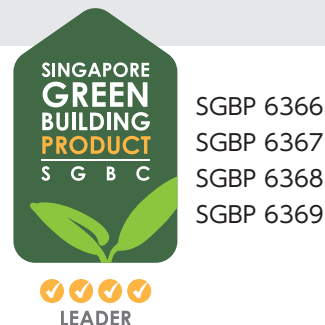 SINGAPORE
GREEN
BUILDING
PRODUCT
S G B C
LEADER
SGBP 6366
SGBP 6367
SGBP 6368
SGBP 6369